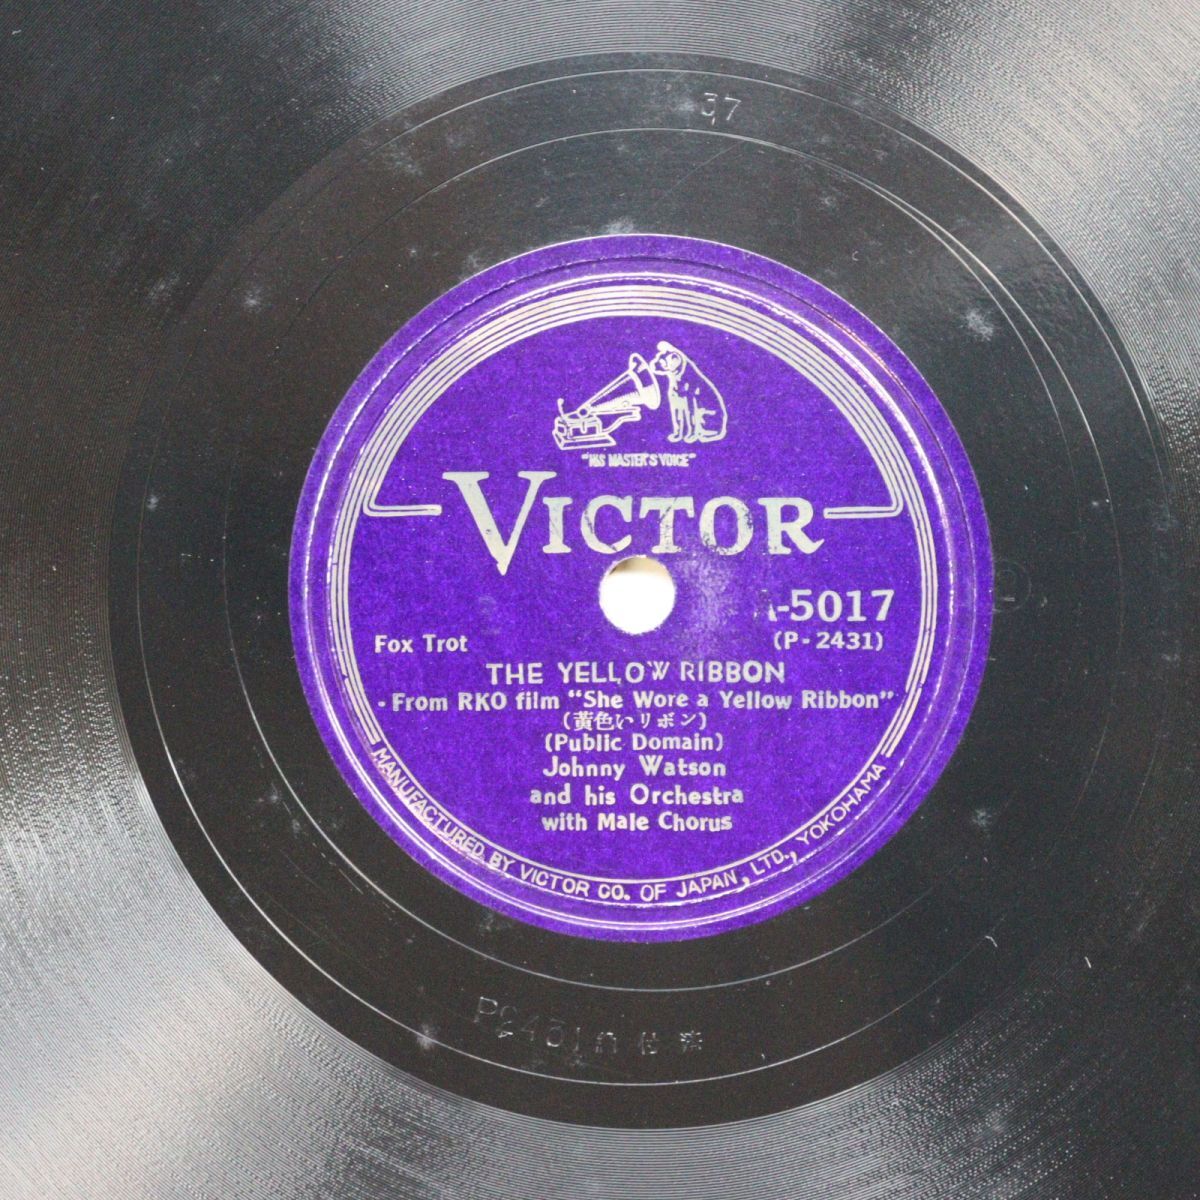 37
"HIS MASTER'S VOICE"
VICTOR
-5017
(P-2431)
Fox Trot
THE YELLOW RIBBON
-From RKO film "She Wore a Yellow Ribbon"
(黄色いリボン)
(Public Domain)
Johnny Watson
and his Orchestra
with Male Chorus
MANUFACTURED BY VICTOR CO. OF JAPAN, LTD., YOKOHAMA
P2431